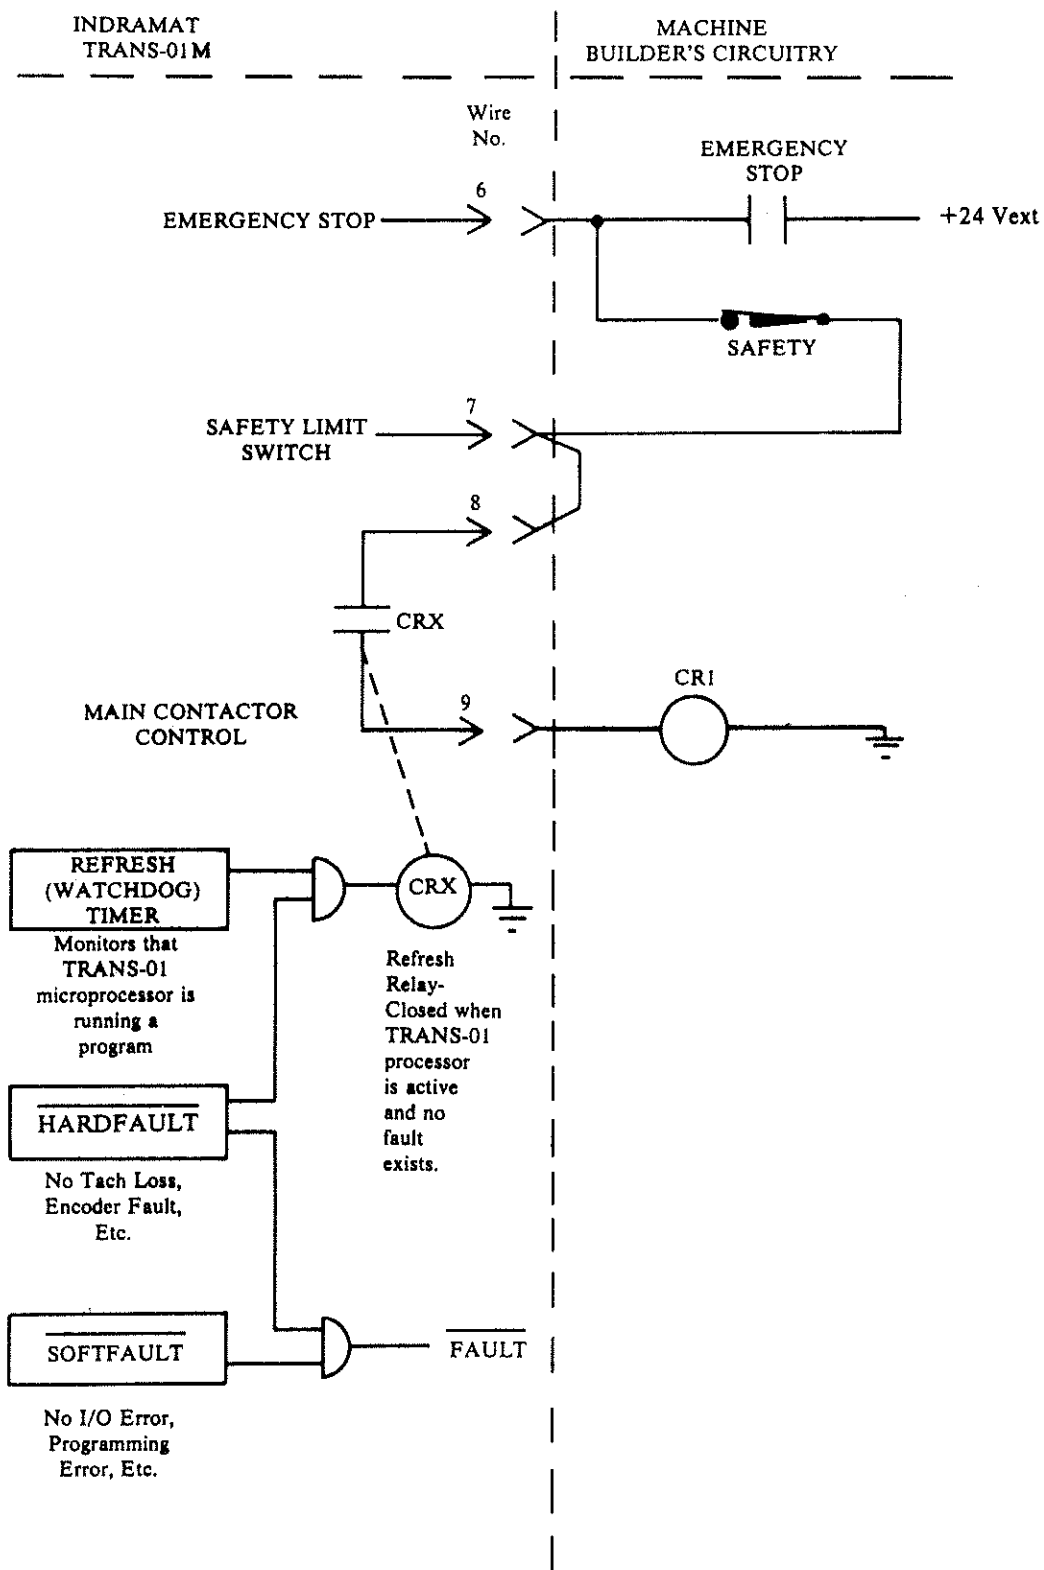 INDRAMAT
TRANS-01M
MACHINE
BUILDER'S CIRCUITRY
Wire
No.
EMERGENCY
STOP
6
EMERGENCY STOP
+24 Vext
SAFETY
7
SAFETY LIMIT
SWITCH
8
CRX
CR1
9
MAIN CONTACTOR
CONTROL
REFRESH
(WATCHDOG)
TIMER
CRX
Monitors that
TRANS-01
microprocessor is
running a
program
Refresh
Relay-
Closed when
TRANS-01
processor
is active
and no
fault
exists.
HARDFAULT
No Tach Loss,
Encoder Fault,
Etc.
SOFTFAULT
FAULT
No I/O Error,
Programming
Error, Etc.